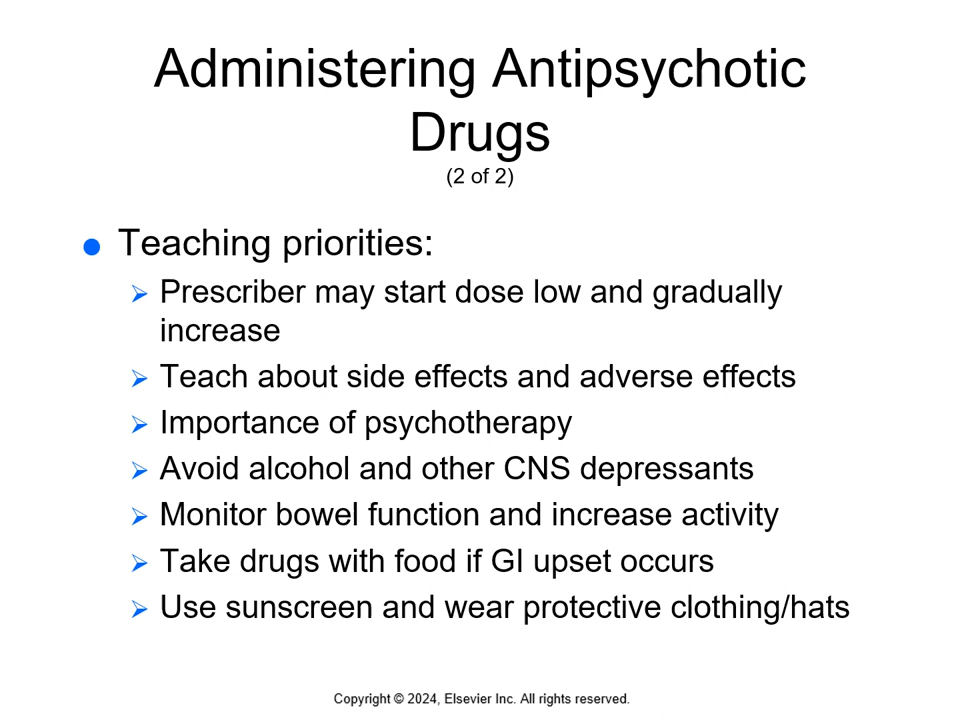 Administering Antipsychotic
Drugs
(2 of 2)
Teaching priorities:
Prescriber may start dose low and gradually
increase
Teach about side effects and adverse effects
Importance of psychotherapy
Avoid alcohol and other CNS depressants
Monitor bowel function and increase activity
Take drugs with food if GI upset occurs
Use sunscreen and wear protective clothing/hats
Copyright © 2024, Elsevier Inc. All rights reserved.